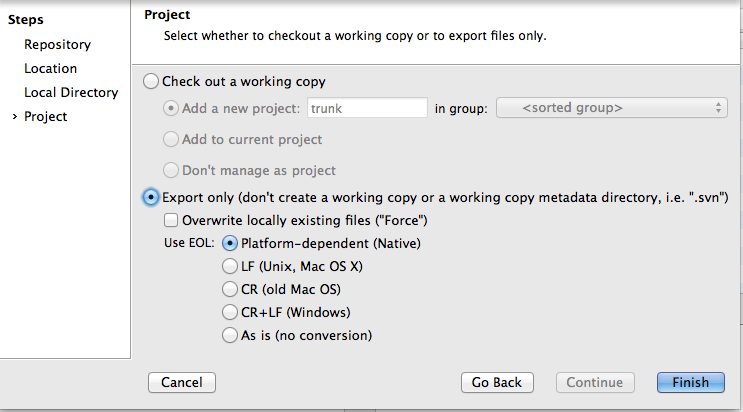 Steps
Repository
Location
Local Directory
› Project
Project
Select whether to checkout a working copy or to export files only.
Check out a working copy
Add a new project: trunk in group: <sorted group>
Add to current project
Don't manage as project
Export only (don't create a working copy or a working copy metadata directory, i.e. ".svn")
Overwrite locally existing files ("Force")
Use EOL: Platform-dependent (Native)
LF (Unix, Mac OS X)
CR (old Mac OS)
CR+LF (Windows)
As is (no conversion)
Cancel Go Back Continue Finish